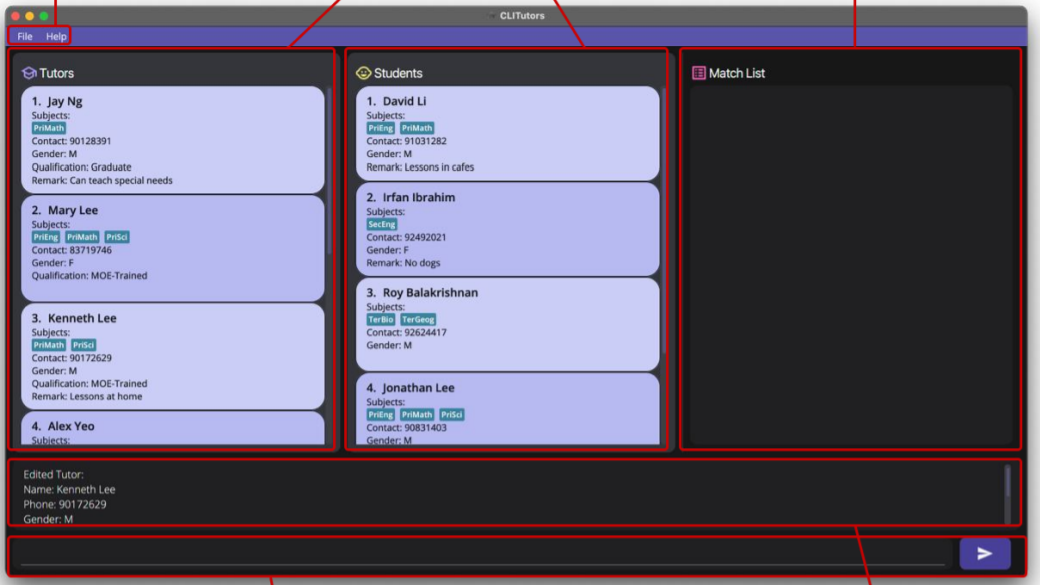 CLITutors
File Help
Tutors
1. Jay Ng
Subjects:
PriMath
Contact: 90128391
Gender: M
Qualification: Graduate
Remark: Can teach special needs
2. Mary Lee
Subjects:
PriEng PriMath PriSci
Contact: 83719746
Gender: F
Qualification: MOE-Trained
3. Kenneth Lee
Subjects:
PriMath PriSci
Contact: 90172629
Gender: M
Qualification: MOE-Trained
Remark: Lessons at home
4. Alex Yeo
Subjects:
Students
1. David Li
Subjects:
PriEng PriMath
Contact: 91031282
Gender: M
Remark: Lessons in cafes
2. Irfan Ibrahim
Subjects:
SecEng
Contact: 92492021
Gender: F
Remark: No dogs
3. Roy Balakrishnan
Subjects:
TerBio TerGeog
Contact: 92624417
Gender: M
4. Jonathan Lee
Subjects:
PriEng PriMath PriSci
Contact: 90831403
Gender: M
Match List
Edited Tutor:
Name: Kenneth Lee
Phone: 90172629
Gender: M